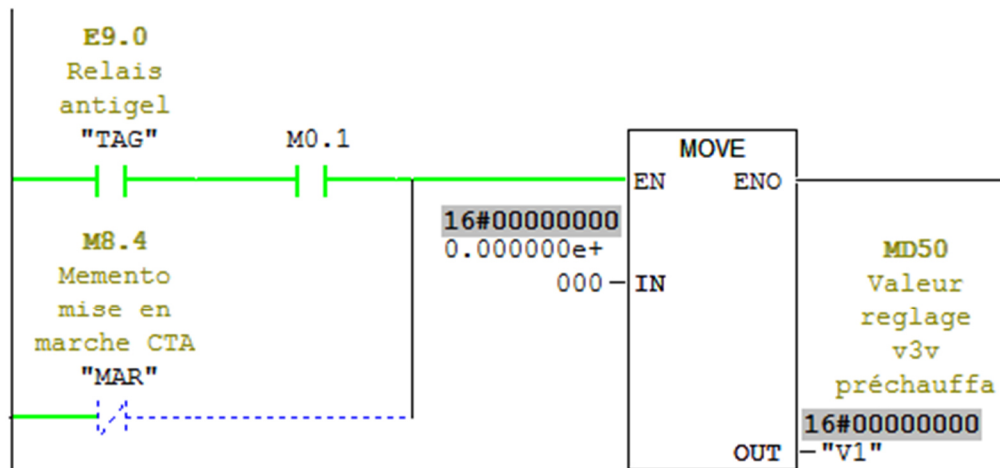 E9.0
Relais
antigel
"TAG"
M0.1
M8.4
Memento
mise en
marche CTA
"MAR"
MOVE
EN
ENO
16#00000000
0.000000e+
000
IN
MD50
Valeur
reglage
v3v
préchauffa
16#00000000
OUT
"V1"